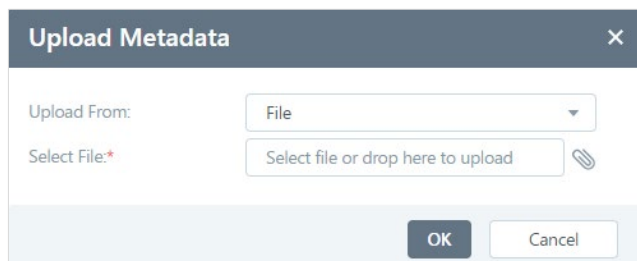 Upload Metadata
Upload From:
File
Select File:*
Select file or drop here to upload
OK
Cancel